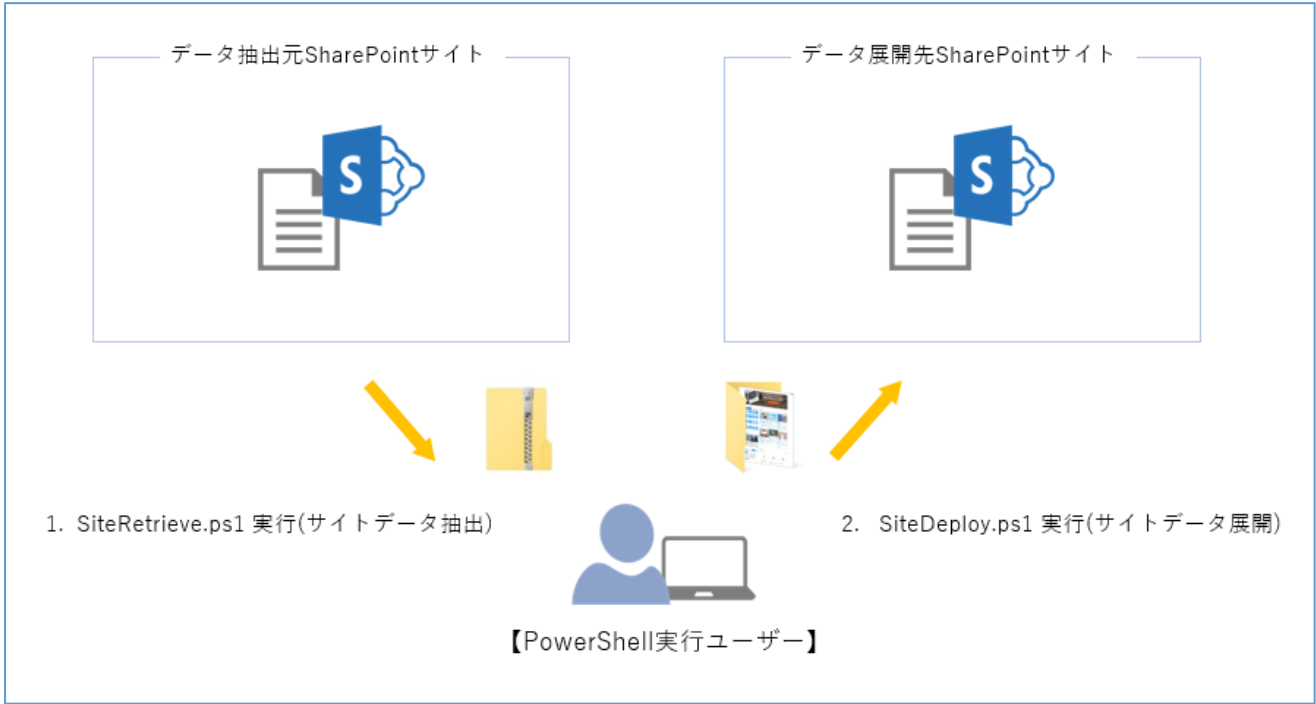 データ抽出元SharePointサイト
データ展開先SharePointサイト
S
S
1. SiteRetrieve.ps1 実行(サイトデータ抽出)
2. SiteDeploy.ps1 実行(サイトデータ展開)
【PowerShell実行ユーザー】